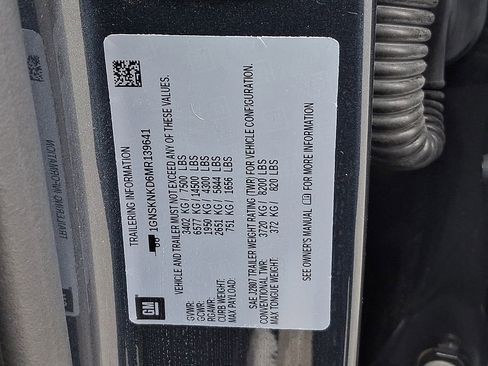 GM
TRAILERING INFORMATION
1GNSKNKD6MR139641
VEHICLE AND TRAILER MUST NOT EXCEED ANY OF THESE VALUES.
GVWR: 3402 KG / 7500 LBS
GCWR: 6577 KG / 14500 LBS
RGAWR: 1950 KG / 4300 LBS
CURB WEIGHT: 2651 KG / 5844 LBS
MAX PAYLOAD: 751 KG / 1656 LBS
SAE J2807 TRAILER WEIGHT RATING (TWR) FOR VEHICLE CONFIGURATION.
CONVENTIONAL TWR: 3720 KG / 8200 LBS
MAX TONGUE WEIGHT: 372 KG / 820 LBS
SEE OWNER'S MANUAL FOR MORE INFORMATION
TRAILERING INFORMATION